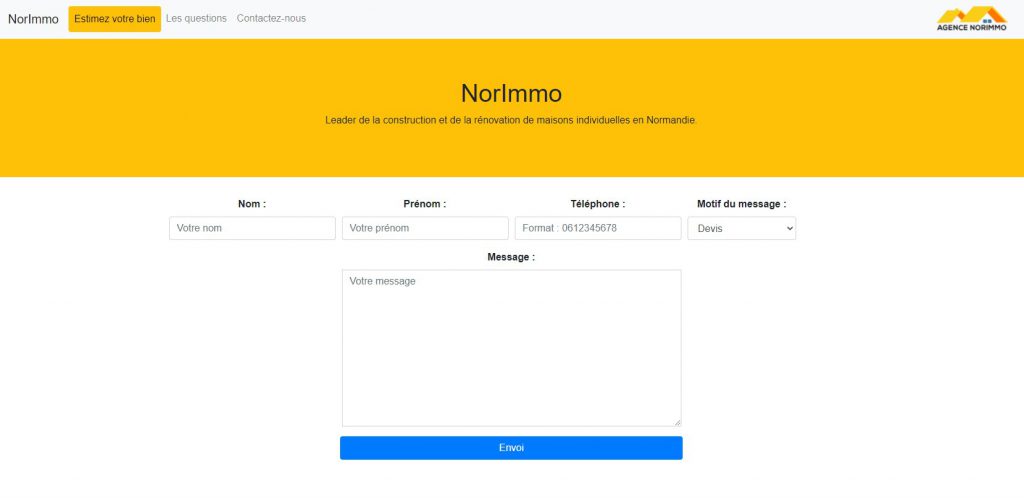 NorImmo Estimez votre bien Les questions Contactez-nous
AGENCE NORIMMO
NorImmo
Leader de la construction et de la rénovation de maisons individuelles en Normandie.
Nom : Prénom : Téléphone : Motif du message :
Votre nom Votre prénom Format : 0612345678 Devis
Message :
Votre message
Envoi